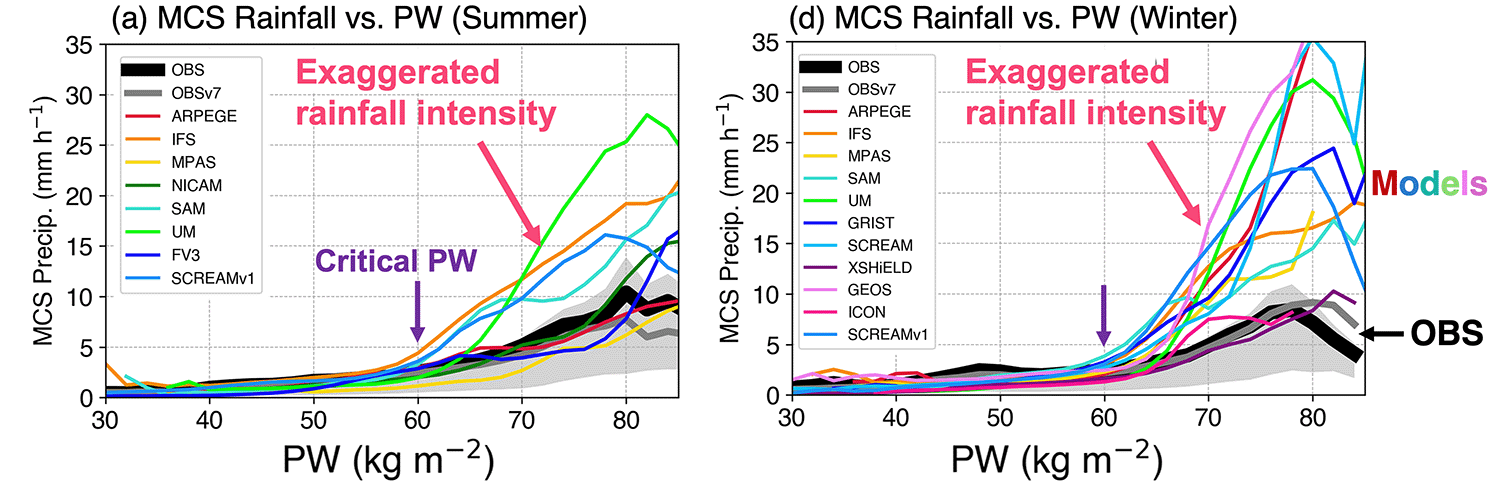 (a) MCS Rainfall vs. PW (Summer)
35
30
25
20
15
10
5
0
MCS Precip. (mm h⁻¹)
OBS
OBSv7
ARPEGE
IFS
MPAS
NICAM
SAM
UM
FV3
SCREAMv1
Exaggerated
rainfall intensity
Critical PW
30 40 50 60 70 80
PW (kg m⁻²)
(d) MCS Rainfall vs. PW (Winter)
35
30
25
20
15
10
5
0
MCS Precip. (mm h⁻¹)
OBS
OBSv7
ARPEGE
IFS
MPAS
SAM
UM
GRIST
SCREAM
XSHiELD
GEOS
ICON
SCREAMv1
Exaggerated
rainfall intensity
Models
OBS
30 40 50 60 70 80
PW (kg m⁻²)